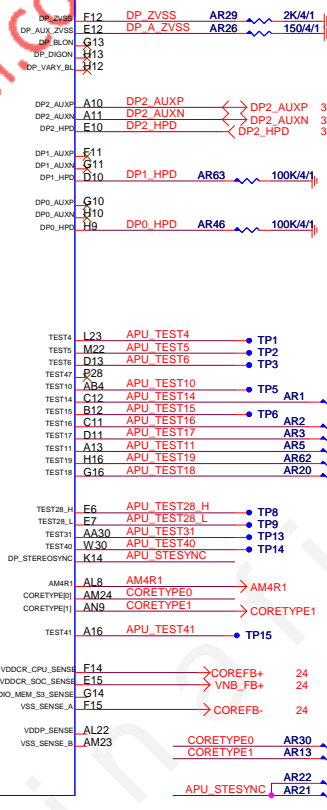 DP_ZVSS F12 DP_ZVSS AR29 2K/4/1
DP_AUX_ZVSS E12 DP_A_ZVSS AR26 150/4/1
DP_BLON G13
DP_DIGON H13
DP_VARY_BL H12
DP2_AUXP A10 DP2_AUXP DP2_AUXP 3
DP2_AUXN A11 DP2_AUXN DP2_AUXN 3
DP2_HPD E10 DP2_HPD DP2_HPD 3
DP1_AUXP F11
DP1_AUXN G11
DP1_HPD D10 DP1_HPD AR63 100K/4/1
DP0_AUXP G10
DP0_AUXN H10
DP0_HPD H9 DP0_HPD AR46 100K/4/1
TEST4 L23 APU_TEST4 TP1
TEST5 M22 APU_TEST5 TP2
TEST6 D13 APU_TEST6 TP3
TEST47 P28
TEST10 AB4 APU_TEST10 TP5
TEST14 C12 APU_TEST14 AR1
TEST15 B12 APU_TEST15 TP6
TEST16 C11 APU_TEST16 AR2
TEST17 D11 APU_TEST17 AR3
TEST11 A13 APU_TEST11 AR5
TEST19 H16 APU_TEST19 AR62
TEST18 G16 APU_TEST18 AR20
TEST28_H E6 APU_TEST28_H TP8
TEST28_L E7 APU_TEST28_L TP9
TEST31 AA30 APU_TEST31 TP13
TEST40 W30 APU_TEST40 TP14
DP_STEREOSYNC K14 APU_STESYNC
AM4R1 AL8 AM4R1 AM4R1
CORETYPE[0] AM24 CORETYPE0
CORETYPE[1] AN9 CORETYPE1 CORETYPE1
TEST41 A16 APU_TEST41 TP15
VDDCR_CPU_SENSE F14 COREFB+ 24
VDDCR_SOC_SENSE E15 VNB_FB+ 24
DIO_MEM_S3_SENSE G14
VSS_SENSE_A F15 COREFB- 24
VDDP_SENSE AL22
VSS_SENSE_B AM23 CORETYPE0 AR30
CORETYPE1 AR13
AR22
APU_STESYNC AR21